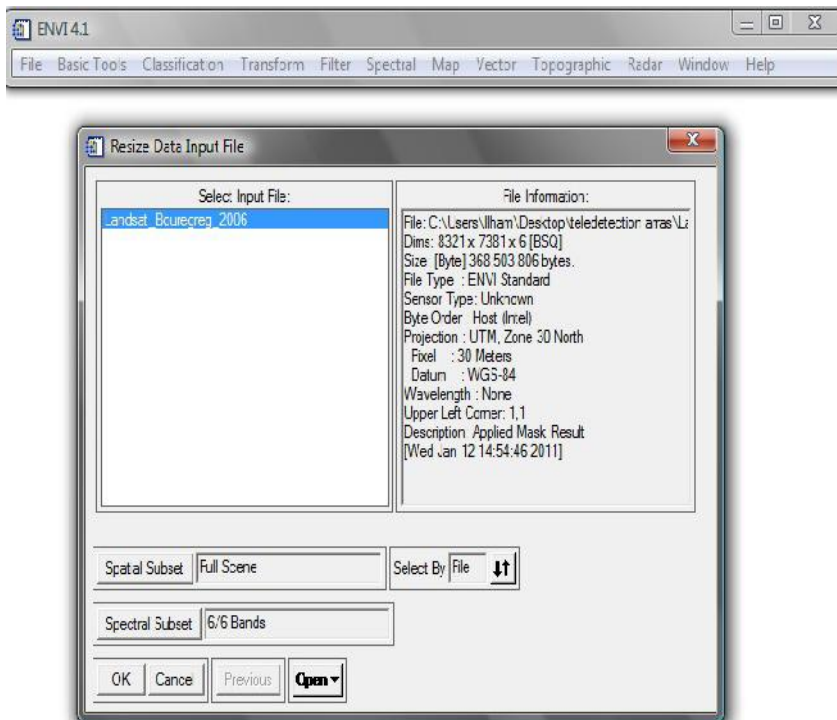 ENVI 4.1
File Basic Tools Classification Transform Filter Spectral Map Vector Topographic Radar Window Help
Resize Data Input File
Select Input File:
Landsat_Bouregreg_2006
File Information:
File: C:\Users\Ilham\Desktop\teledetection arras\La
Dims: 8321 x 7381 x 6 [BSQ]
Size: [Byte] 368 503 806 bytes.
File Type : ENVI Standard
Sensor Type: Unknown
Byte Order : Host (Intel)
Projection : UTM, Zone 30 North
Pixel : 30 Meters
Datum : WGS-84
Wavelength : None
Upper Left Corner: 1,1
Description: Applied Mask Result
[Wed Jan 12 14:54:46 2011]
Spatial Subset Full Scene
Select By File
Spectral Subset 6/6 Bands
OK Cancel Previous Open